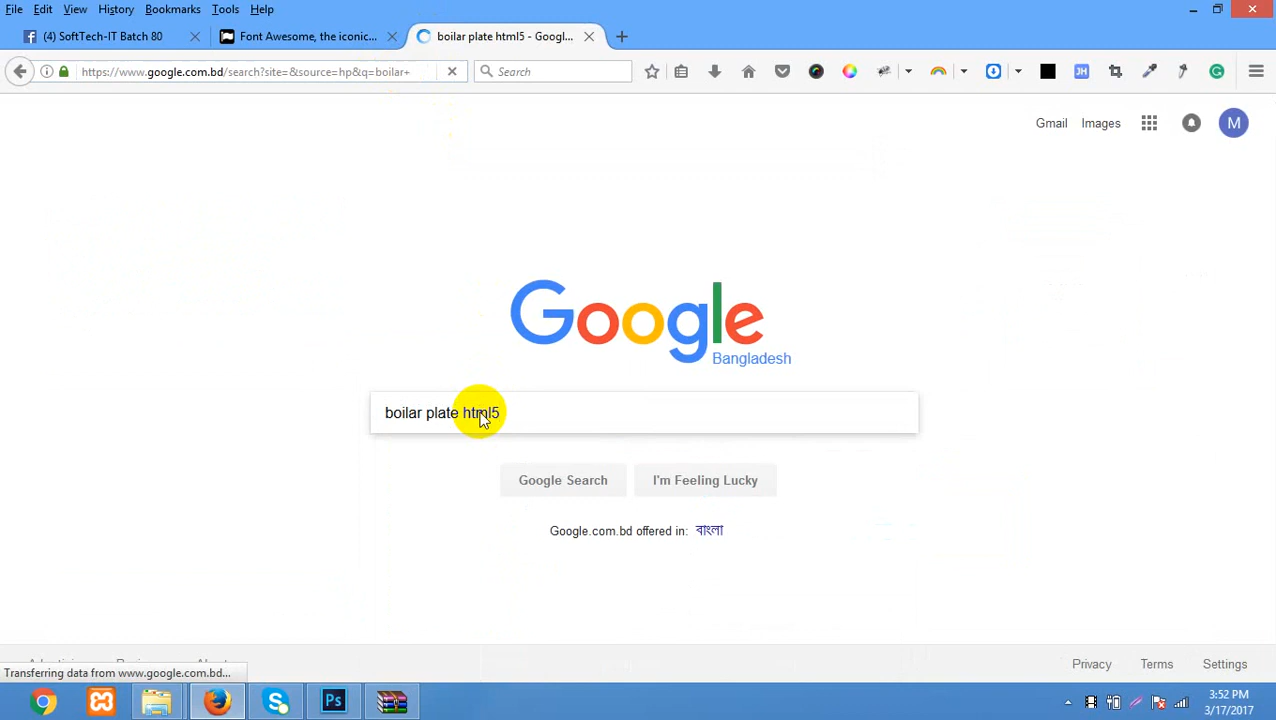 File Edit View History Bookmarks Tools Help
(4) SoftTech-IT Batch 80
Font Awesome, the iconic...
boilar plate html5 - Googl...
https://www.google.com.bd/search?site=&source=hp&q=boilar+
Search
JH
Gmail Images
M
Google
Bangladesh
boilar plate html5
Google Search I'm Feeling Lucky
Google.com.bd offered in: বাংলা
Privacy Terms Settings
Transferring data from www.google.com.bd...
Ps
3:52 PM
3/17/2017